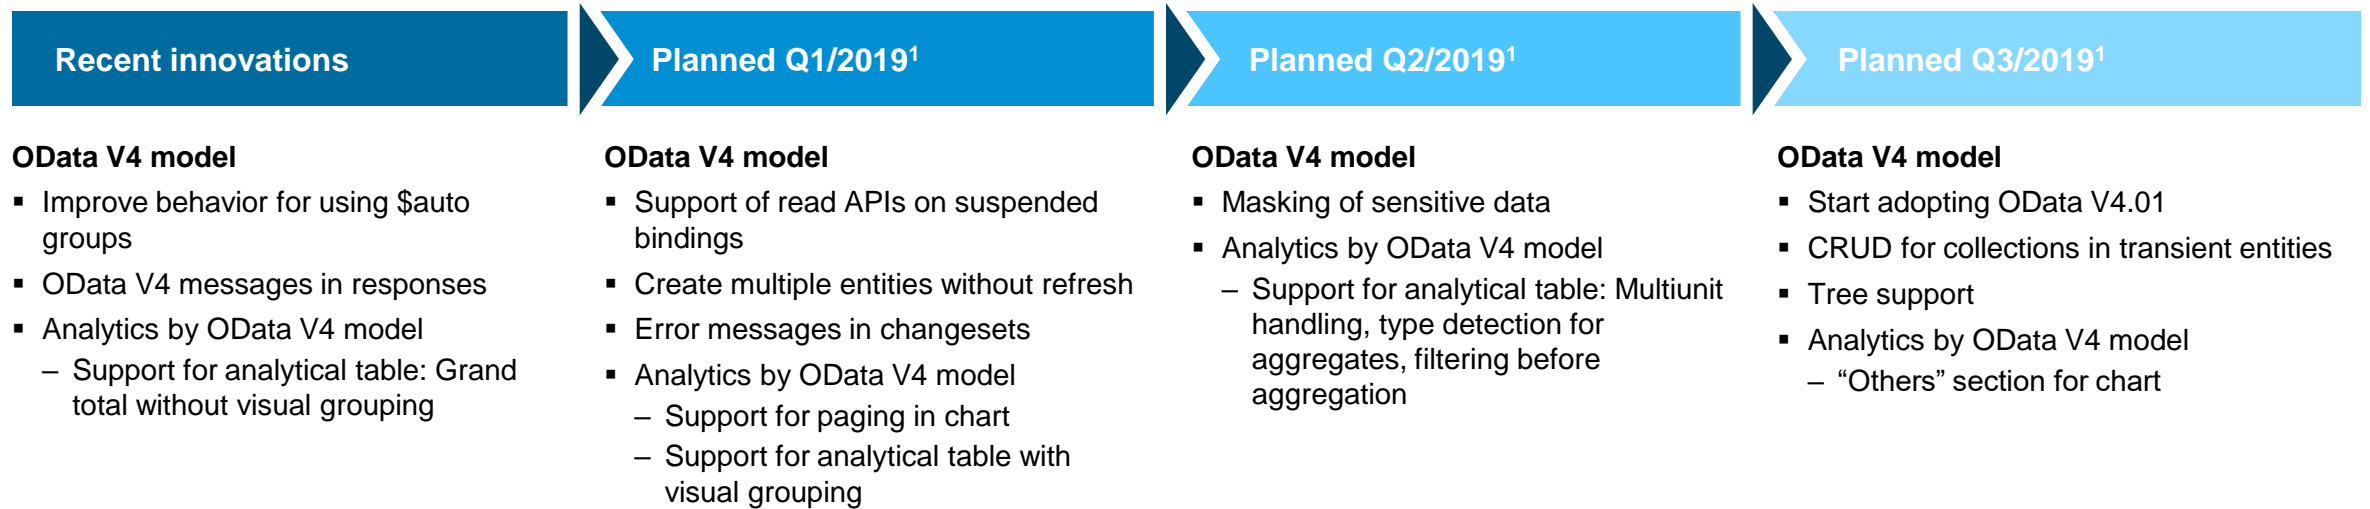 Recent innovations
Planned Q1/2019¹
Planned Q2/2019¹
Planned Q3/2019¹
OData V4 model
▪ Improve behavior for using $auto
groups
▪ OData V4 messages in responses
▪ Analytics by OData V4 model
– Support for analytical table: Grand
total without visual grouping
OData V4 model
▪ Support of read APIs on suspended
bindings
▪ Create multiple entities without refresh
▪ Error messages in changesets
▪ Analytics by OData V4 model
– Support for paging in chart
– Support for analytical table with
visual grouping
OData V4 model
▪ Masking of sensitive data
▪ Analytics by OData V4 model
– Support for analytical table: Multiunit
handling, type detection for
aggregates, filtering before
aggregation
OData V4 model
▪ Start adopting OData V4.01
▪ CRUD for collections in transient entities
▪ Tree support
▪ Analytics by OData V4 model
– “Others” section for chart